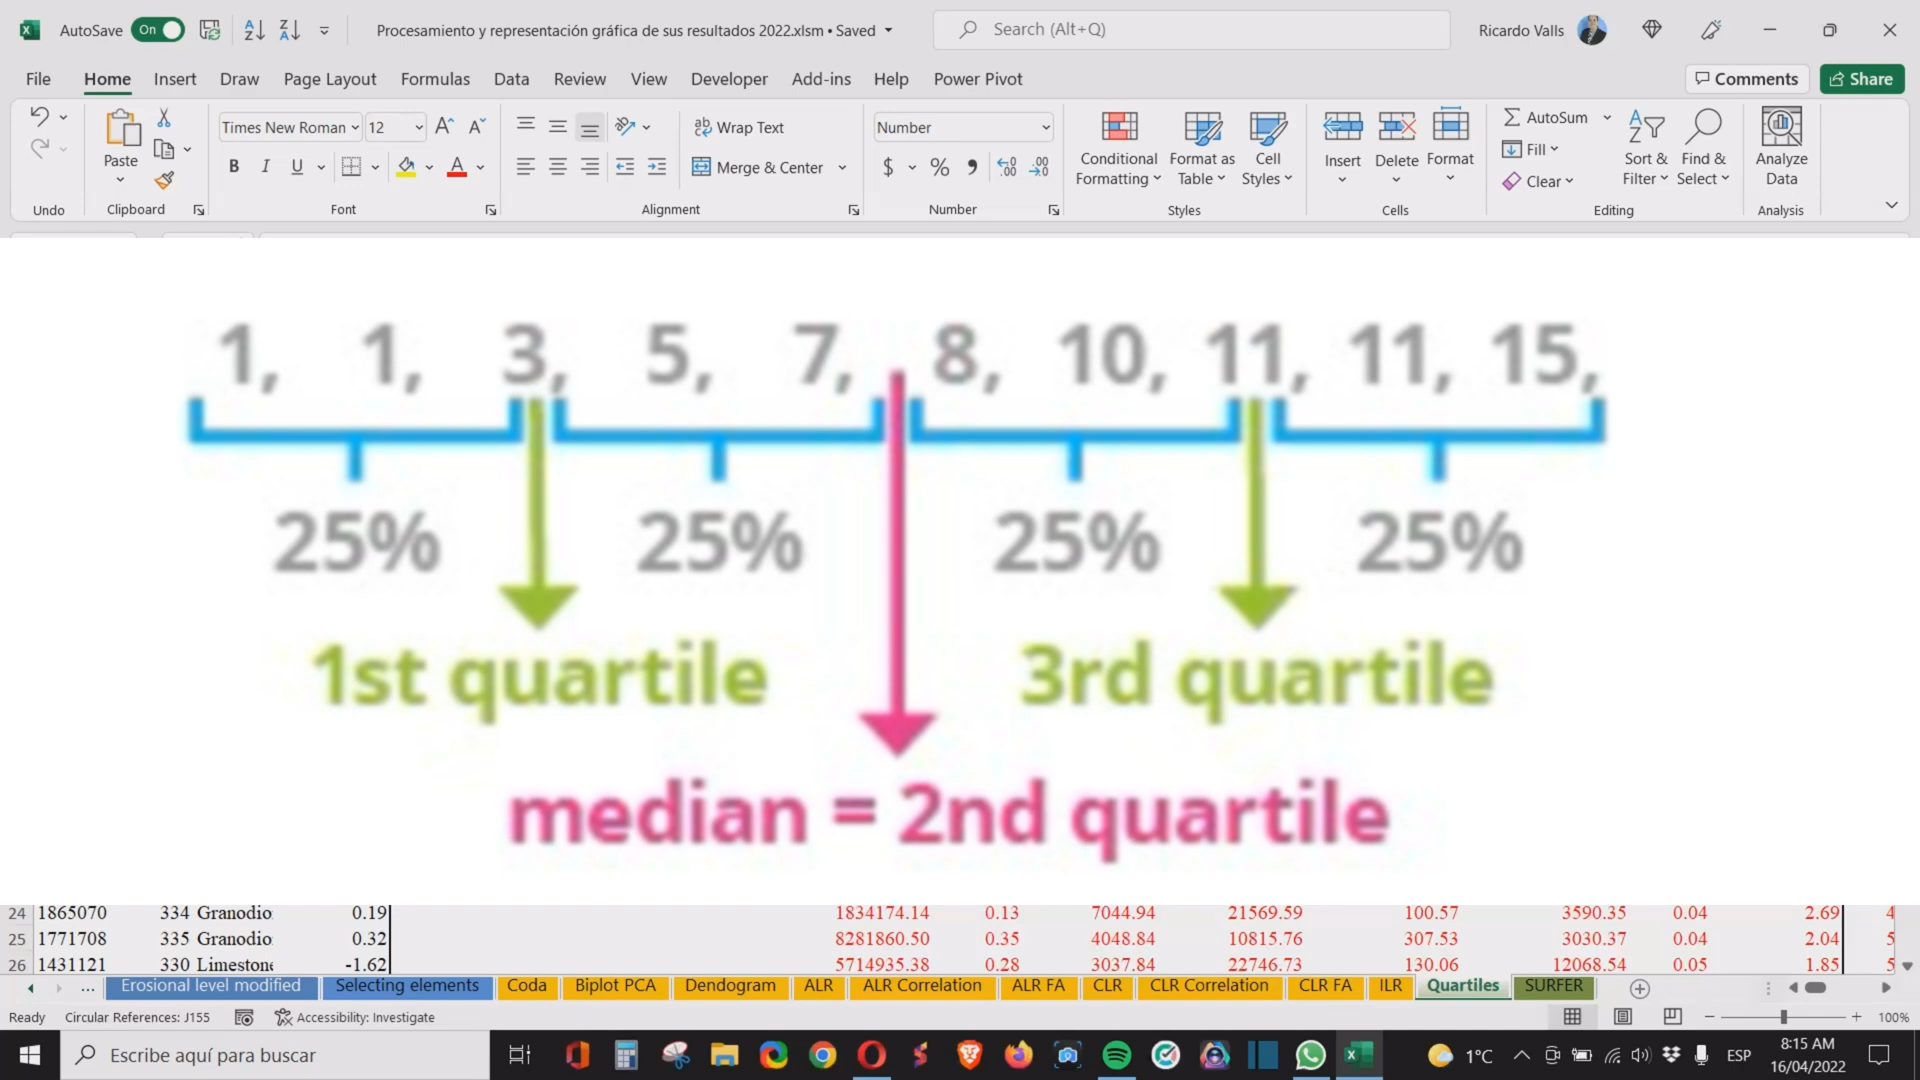 AutoSave On Procesamiento y representación gráfica de sus resultados 2022.xlsm • Saved Search (Alt+Q) Ricardo Valls
File Home Insert Draw Page Layout Formulas Data Review View Developer Add-ins Help Power Pivot Comments Share
Times New Roman 12 Wrap Text Number AutoSum
Paste B I U Merge & Center $ % Conditional Formatting Format as Table Cell Styles Insert Delete Format Fill Clear Sort & Filter Find & Select Analyze Data
Undo Clipboard Font Alignment Number Styles Cells Editing Analysis
1, 1, 3, 5, 7, 8, 10, 11, 11, 15,
25% 25% 25% 25%
1st quartile 3rd quartile
median = 2nd quartile
24 1865070 334 Granodio 0.19 1834174.14 0.13 7044.94 21569.59 100.57 3590.35 0.04 2.69 4
25 1771708 335 Granodio 0.32 8281860.50 0.35 4048.84 10815.76 307.53 3030.37 0.04 2.04 5
26 1431121 330 Limestone -1.62 5714935.38 0.28 3037.84 22746.73 130.06 12068.54 0.05 1.85 5
... Erosional level modified Selecting elements Coda Biplot PCA Dendogram ALR ALR Correlation ALR FA CLR CLR Correlation CLR FA ILR Quartiles SURFER
Ready Circular References: J155 Accessibility: Investigate 100%
Escribe aquí para buscar 1°C ESP 8:15 AM
16/04/2022